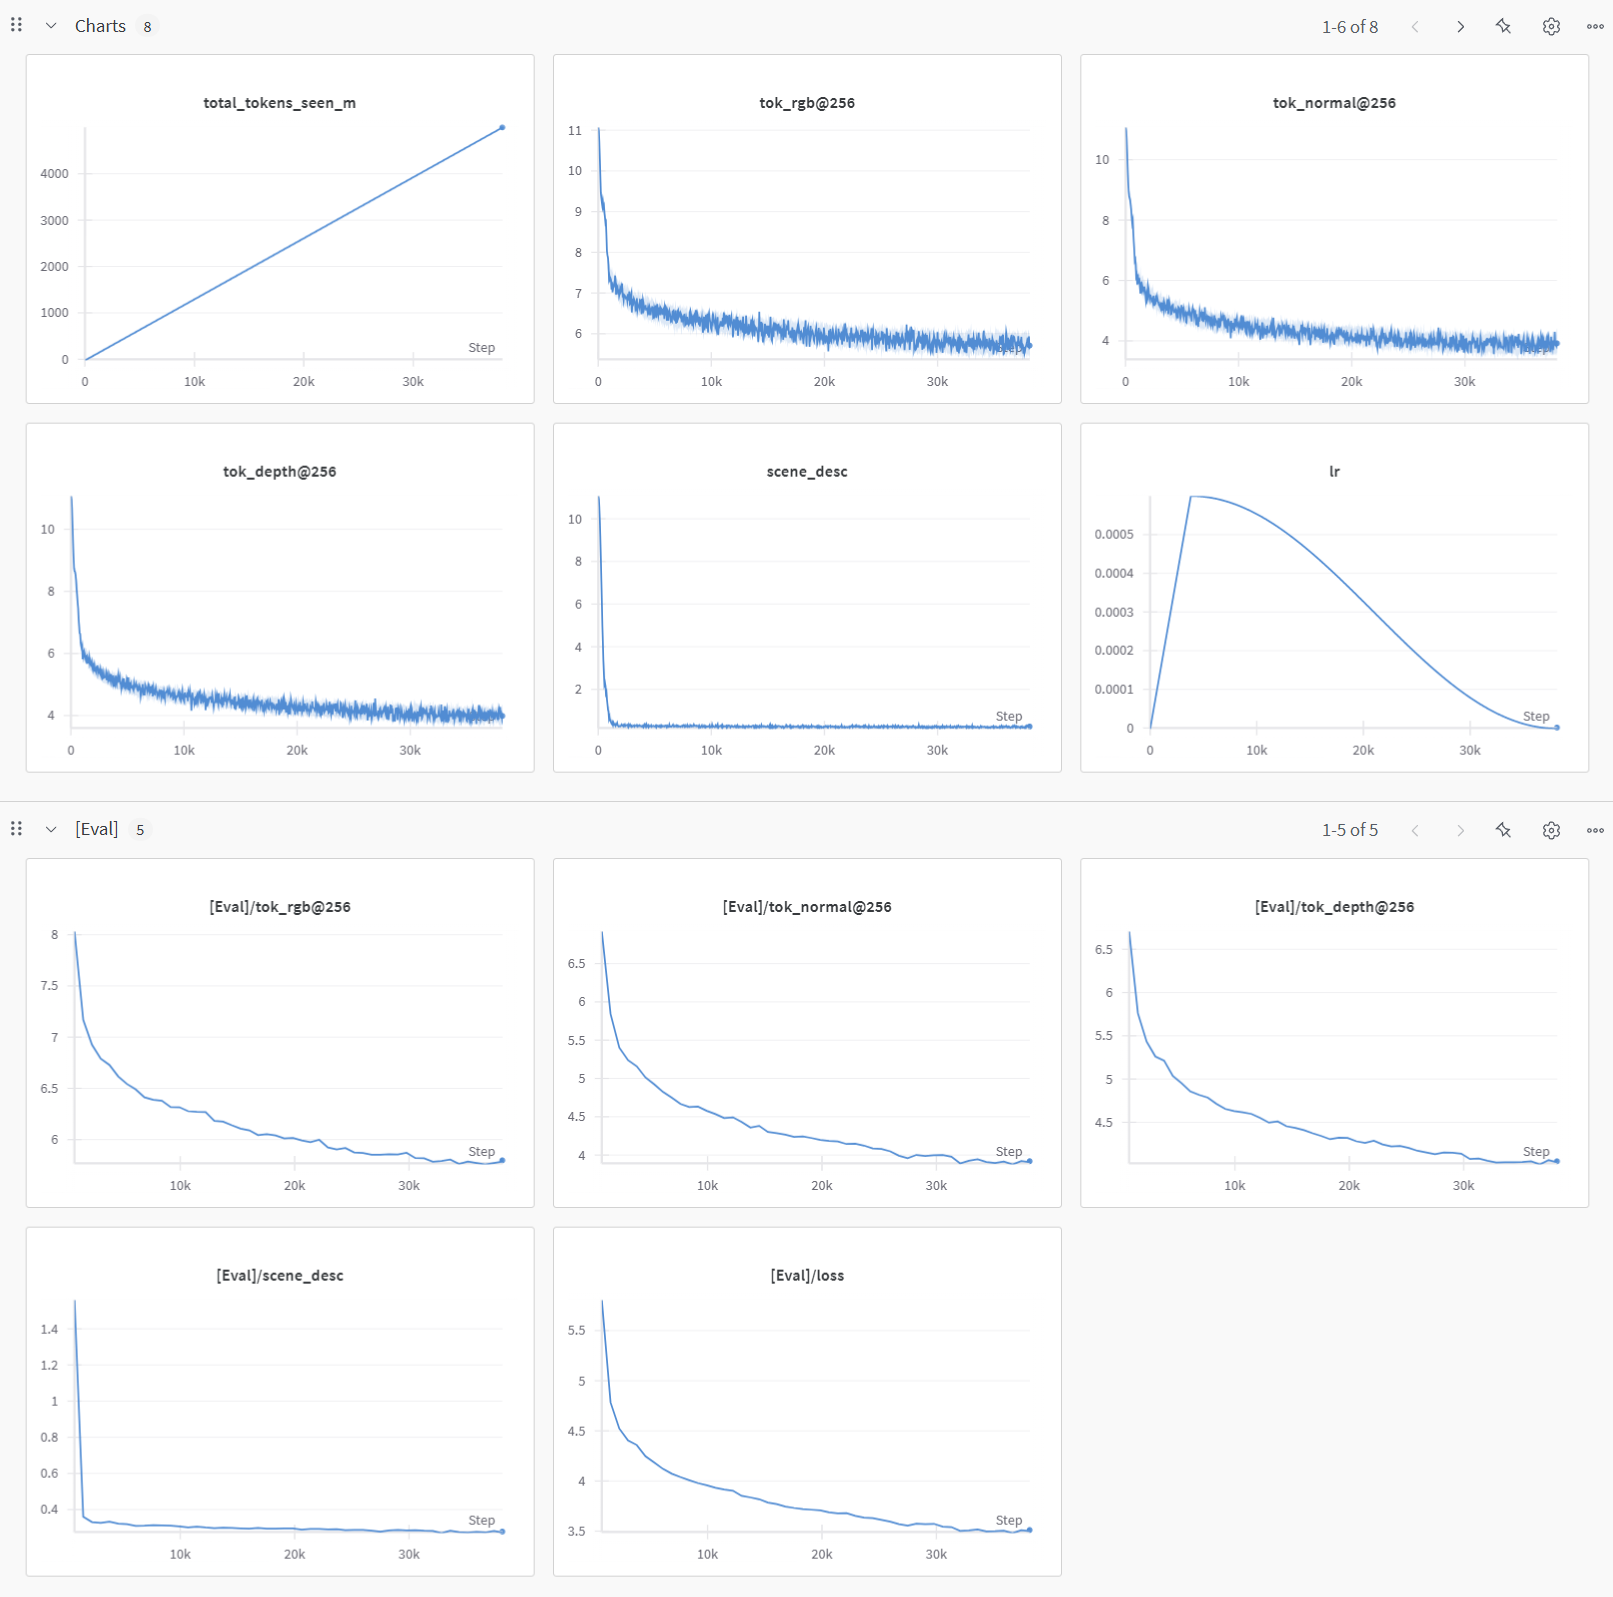 Charts 8
1-6 of 8
total_tokens_seen_m
4000
3000
2000
1000
0
Step
0 10k 20k 30k
tok_rgb@256
11
10
9
8
7
6
Step
0 10k 20k 30k
tok_normal@256
10
8
6
4
Step
0 10k 20k 30k
tok_depth@256
10
8
6
4
0 10k 20k 30k
scene_desc
10
8
6
4
2
Step
0 10k 20k 30k
lr
0.0005
0.0004
0.0003
0.0002
0.0001
0
Step
0 10k 20k 30k
[Eval] 5
1-5 of 5
[Eval]/tok_rgb@256
8
7.5
7
6.5
6
Step
10k 20k 30k
[Eval]/tok_normal@256
6.5
6
5.5
5
4.5
4
Step
10k 20k 30k
[Eval]/tok_depth@256
6.5
6
5.5
5
4.5
Step
10k 20k 30k
[Eval]/scene_desc
1.4
1.2
1
0.8
0.6
0.4
Step
10k 20k 30k
[Eval]/loss
5.5
5
4.5
4
3.5
Step
10k 20k 30k